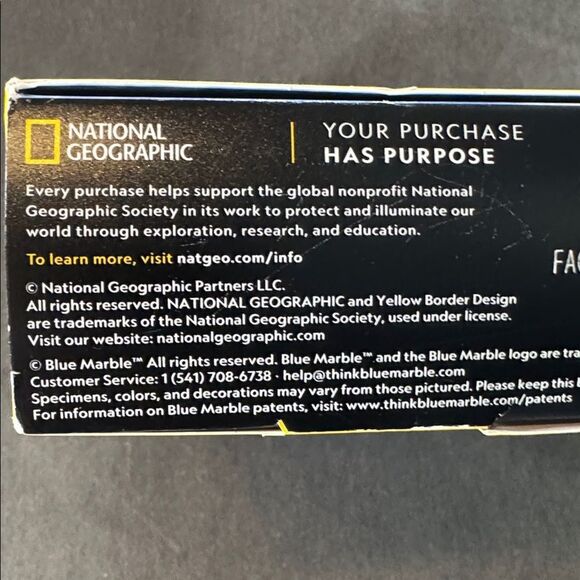 NATIONAL
GEOGRAPHIC
YOUR PURCHASE
HAS PURPOSE
Every purchase helps support the global nonprofit National
Geographic Society in its work to protect and illuminate our
world through exploration, research, and education.
To learn more, visit natgeo.com/info
© National Geographic Partners LLC.
All rights reserved. NATIONAL GEOGRAPHIC and Yellow Border Design
are trademarks of the National Geographic Society, used under license.
Visit our website: nationalgeographic.com
© Blue Marble™ All rights reserved. Blue Marble™ and the Blue Marble logo are tra
Customer Service: 1 (541) 708-6738 · help@thinkbluemarble.com
Specimens, colors, and decorations may vary from those pictured. Please keep this
For information on Blue Marble patents, visit: www.thinkbluemarble.com/patents
FA